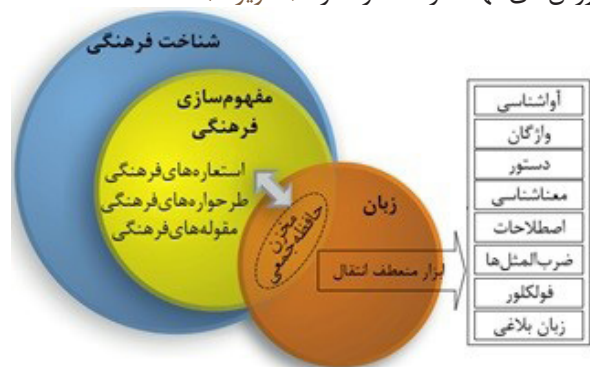 شناخت فرهنگی
مفهوم‌سازی
فرهنگی
استعاره‌های فرهنگی
طرحواره‌های فرهنگی
مقوله‌های فرهنگی
زبان
مخزن
حافظه‌جمعی
ابزار منعطف انتقال
آواشناسی
واژگان
دستور
معناشناسی
اصطلاحات
ضرب‌المثل‌ها
فولکلور
زبان بلاغی